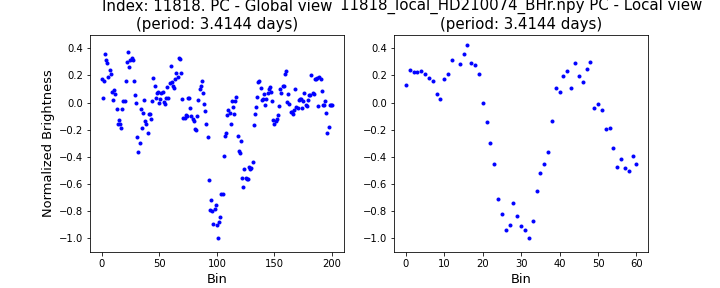 Index: 11818. PC - Global view
(period: 3.4144 days)
11818_local_HD210074_BHr.npy PC - Local view
(period: 3.4144 days)
Normalized Brightness
0.4
0.2
0.0
−0.2
−0.4
−0.6
−0.8
−1.0
0 50 100 150 200
Bin
0.4
0.2
0.0
−0.2
−0.4
−0.6
−0.8
−1.0
0 20 40 60
Bin